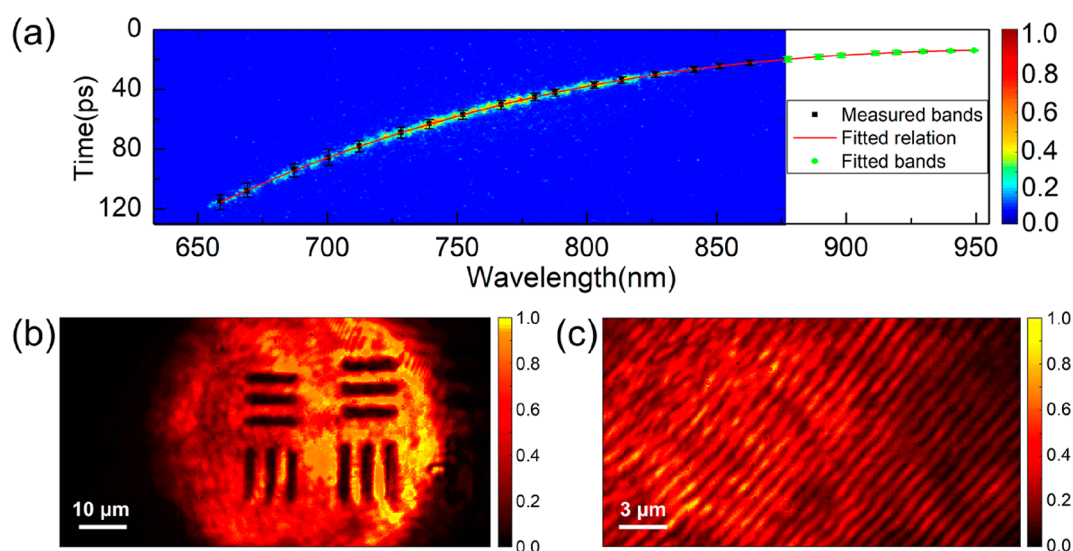 (a)
Time(ps)
0
40
80
120
650 700 750 800 850 900 950
Wavelength(nm)
Measured bands
Fitted relation
Fitted bands
1.0
0.8
0.6
0.4
0.2
0.0
(b)
10 µm
1.0
0.8
0.6
0.4
0.2
0.0
(c)
3 µm
1.0
0.8
0.6
0.4
0.2
0.0